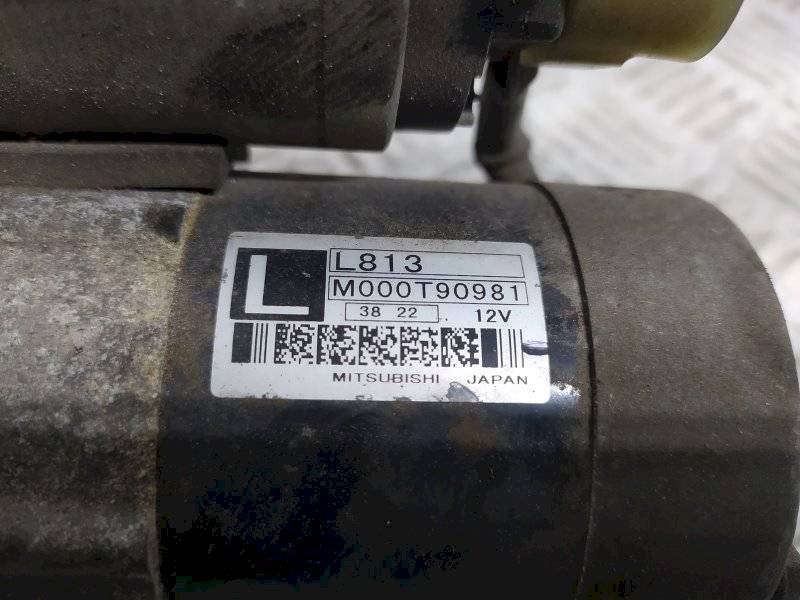 L
L813
M000T90981
38 22 12V
MITSUBISHI JAPAN